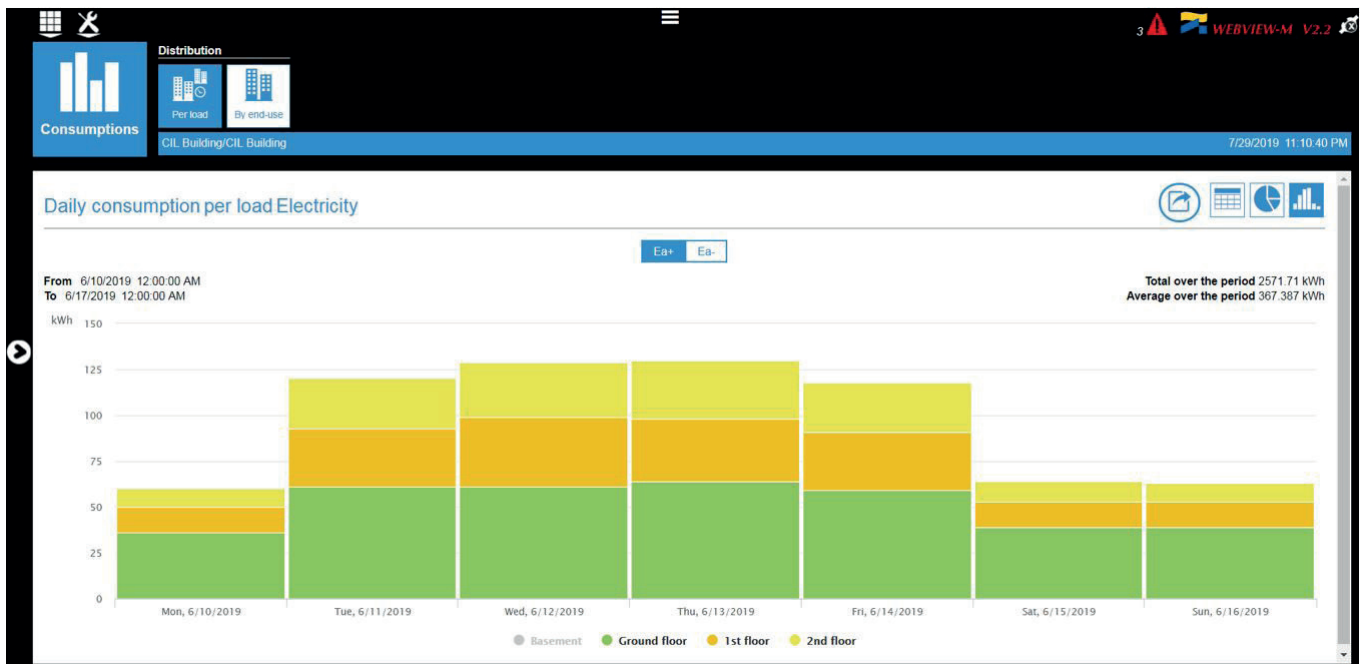 3 WEBVIEW-M V2.2
Distribution
Per load By end-use
Consumptions
CIL Building/CIL Building 7/29/2019 11:10:40 PM
Daily consumption per load Electricity
Ea+ Ea-
From 6/10/2019 12:00:00 AM
To 6/17/2019 12:00:00 AM
Total over the period 2571.71 kWh
Average over the period 367.387 kWh
kWh
150
125
100
75
50
25
0
Mon, 6/10/2019 Tue, 6/11/2019 Wed, 6/12/2019 Thu, 6/13/2019 Fri, 6/14/2019 Sat, 6/15/2019 Sun, 6/16/2019
Basement Ground floor 1st floor 2nd floor